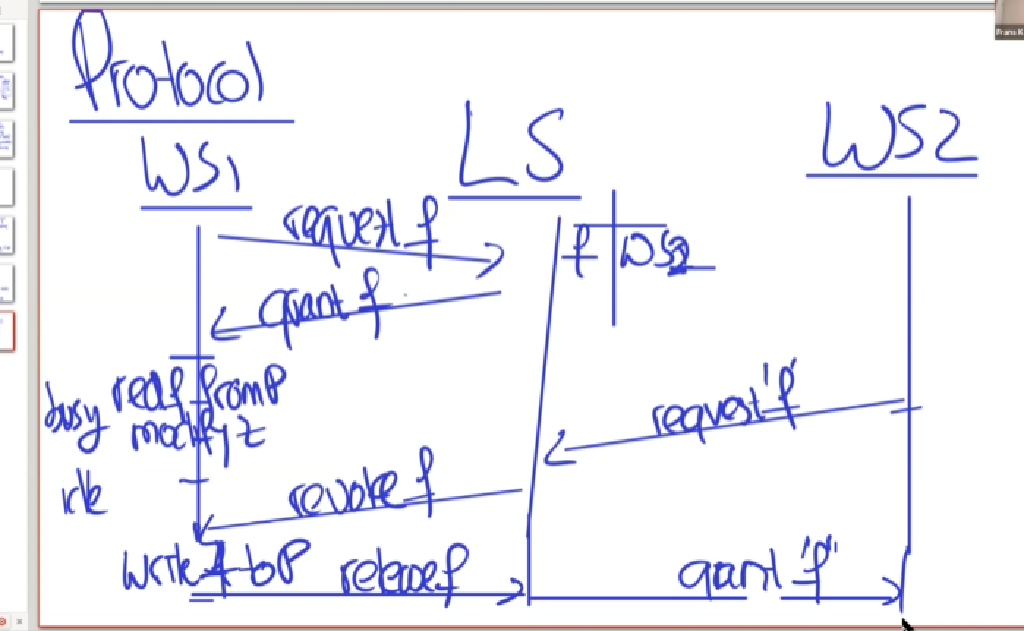 Protocol
WS1 LS WS2
request f
f WS2
grant f
busy read f from P
modify z
request "f"
idle
revoke f
write f to P release f grant "f"
Frans K